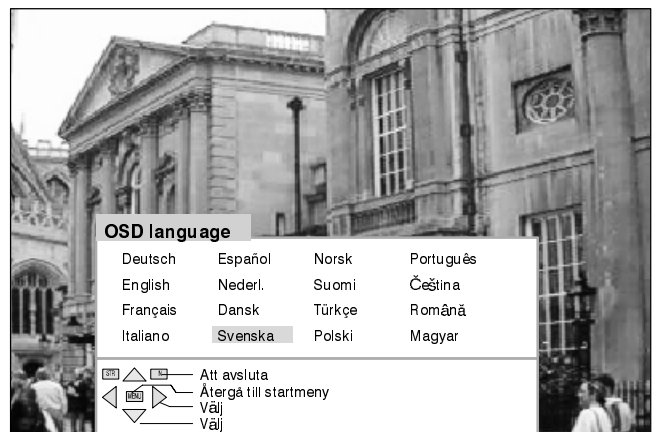 OSD language
Deutsch Español Norsk Português
English Nederl. Suomi Čeština
Français Dansk Türkçe Română
Italiano Svenska Polski Magyar
STR N Att avsluta
MENU Återgå till startmeny
Välj
Välj